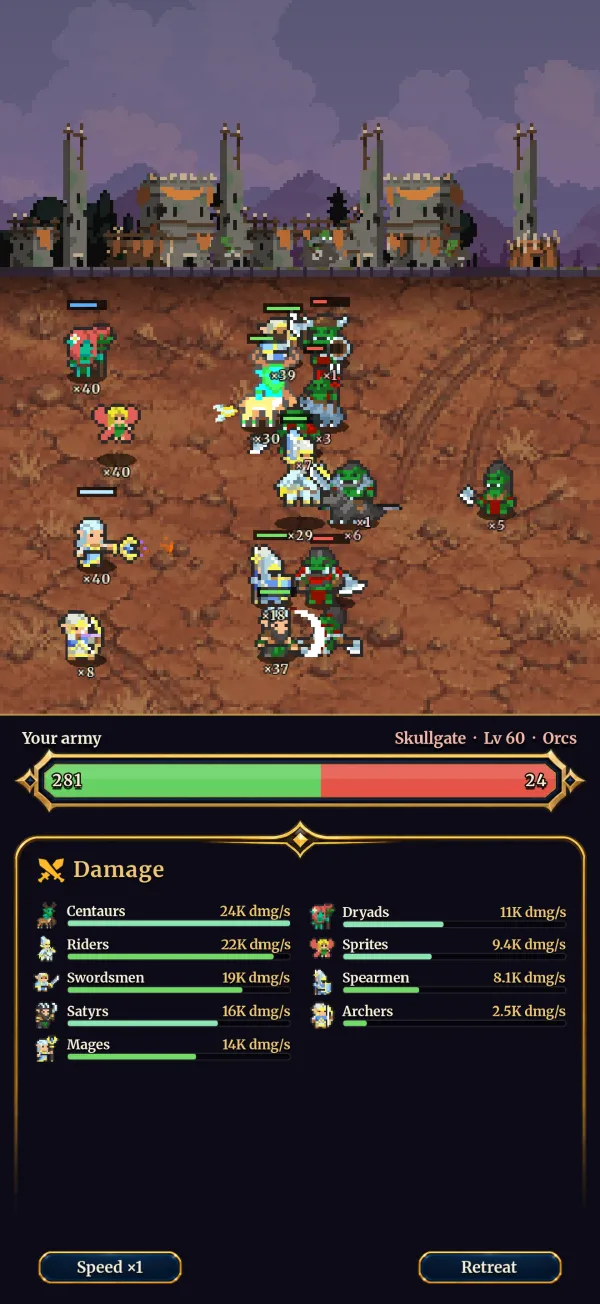 ×40
×39
×1
×40
×30
×3
×7
×1
×5
×29
×6
×40
×18
×8
×37
Your army
Skullgate · Lv 60 · Orcs
281
24
Damage
Centaurs 24K dmg/s
Riders 22K dmg/s
Swordsmen 19K dmg/s
Satyrs 16K dmg/s
Mages 14K dmg/s
Dryads 11K dmg/s
Sprites 9.4K dmg/s
Spearmen 8.1K dmg/s
Archers 2.5K dmg/s
Speed ×1
Retreat